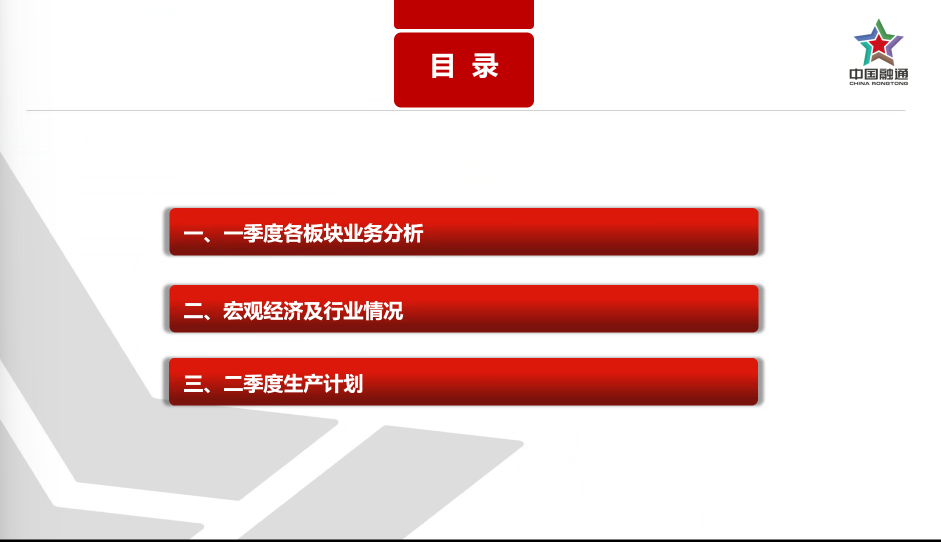 目 录
中国融通
CHINA RONGTONG
一、一季度各板块业务分析
二、宏观经济及行业情况
三、二季度生产计划